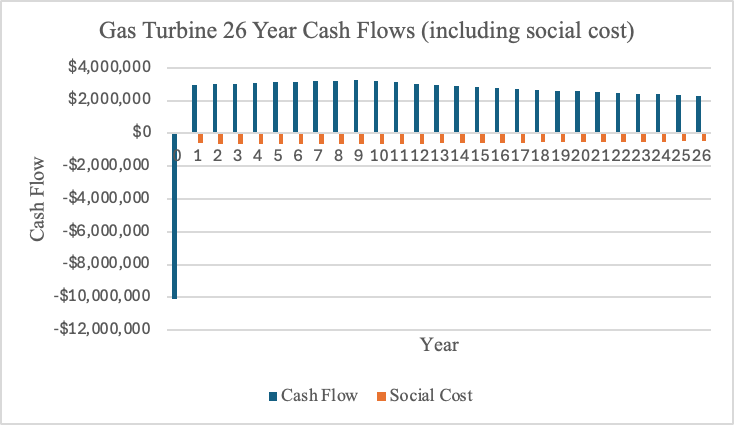 Gas Turbine 26 Year Cash Flows (including social cost)
$4,000,000
$2,000,000
$0
-$2,000,000
-$4,000,000
-$6,000,000
-$8,000,000
-$10,000,000
-$12,000,000
Cash Flow
0 1 2 3 4 5 6 7 8 9 10 11 12 13 14 15 16 17 18 19 20 21 22 23 24 25 26
Year
Cash Flow Social Cost